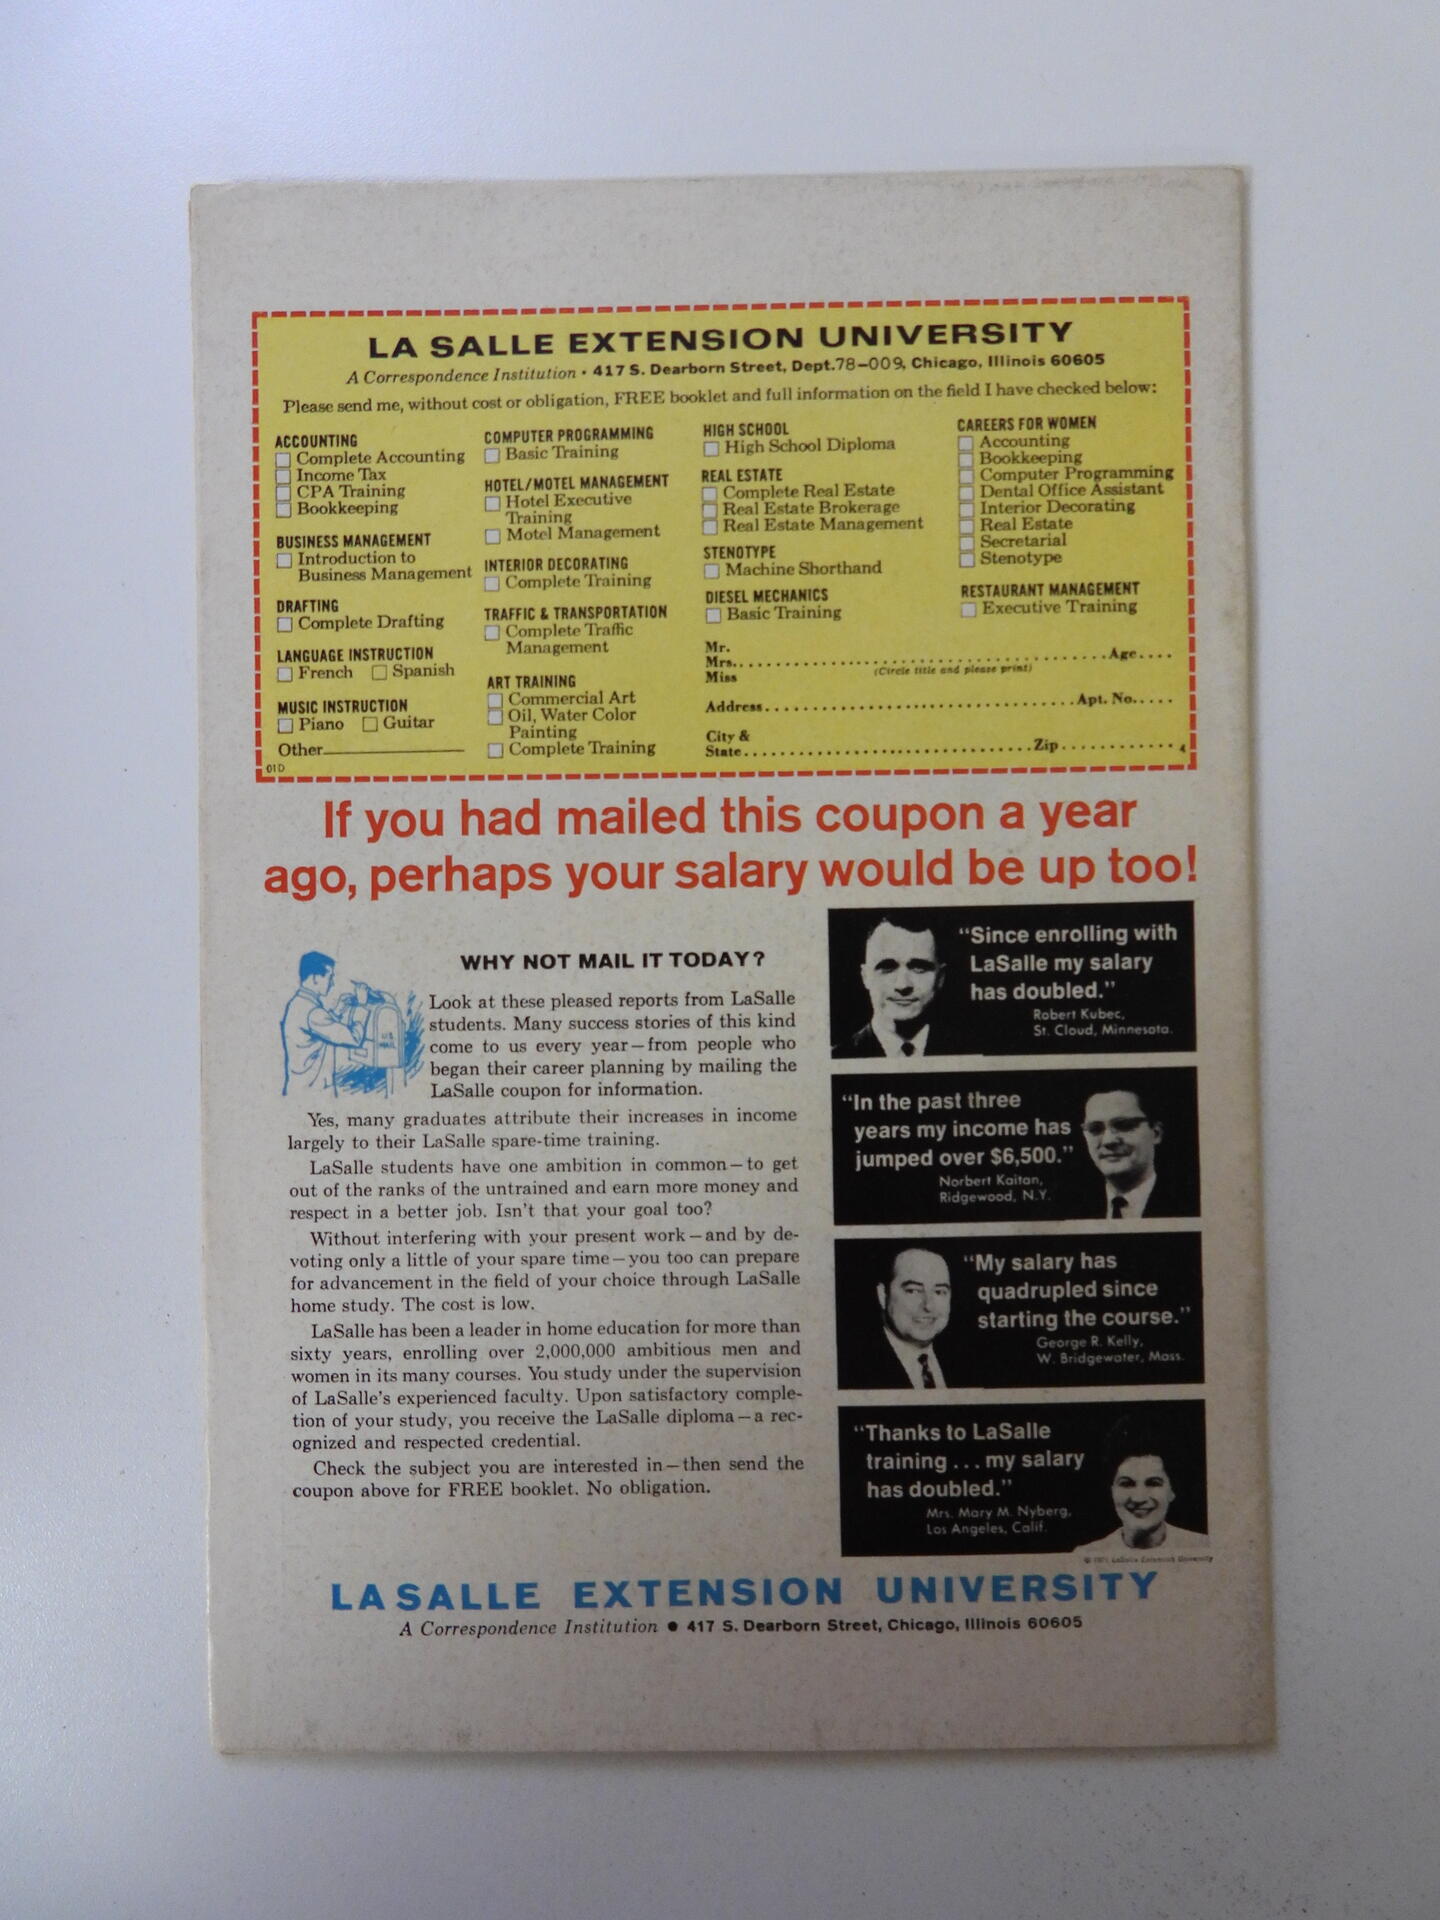 LA SALLE EXTENSION UNIVERSITY
A Correspondence Institution • 417 S. Dearborn Street, Dept.78-009, Chicago, Illinois 60605
Please send me, without cost or obligation, FREE booklet and full information on the field I have checked below:
ACCOUNTING
Complete Accounting
Income Tax
CPA Training
Bookkeeping
BUSINESS MANAGEMENT
Introduction to
Business Management
DRAFTING
Complete Drafting
LANGUAGE INSTRUCTION
French Spanish
MUSIC INSTRUCTION
Piano Guitar
Other
01D
COMPUTER PROGRAMMING
Basic Training
HOTEL/MOTEL MANAGEMENT
Hotel Executive
Training
Motel Management
INTERIOR DECORATING
Complete Training
TRAFFIC & TRANSPORTATION
Complete Traffic
Management
ART TRAINING
Commercial Art
Oil, Water Color
Painting
Complete Training
HIGH SCHOOL
High School Diploma
REAL ESTATE
Complete Real Estate
Real Estate Brokerage
Real Estate Management
STENOTYPE
Machine Shorthand
DIESEL MECHANICS
Basic Training
CAREERS FOR WOMEN
Accounting
Bookkeeping
Computer Programming
Dental Office Assistant
Interior Decorating
Real Estate
Secretarial
Stenotype
RESTAURANT MANAGEMENT
Executive Training
Mr.
Mrs. Age
Miss (Circle title and please print)
Address Apt. No.
City &
State Zip 4
If you had mailed this coupon a year
ago, perhaps your salary would be up too!
WHY NOT MAIL IT TODAY?
U.S. MAIL
Look at these pleased reports from LaSalle
students. Many success stories of this kind
come to us every year—from people who
began their career planning by mailing the
LaSalle coupon for information.
Yes, many graduates attribute their increases in income
largely to their LaSalle spare-time training.
LaSalle students have one ambition in common—to get
out of the ranks of the untrained and earn more money and
respect in a better job. Isn't that your goal too?
Without interfering with your present work—and by de-
voting only a little of your spare time—you too can prepare
for advancement in the field of your choice through LaSalle
home study. The cost is low.
LaSalle has been a leader in home education for more than
sixty years, enrolling over 2,000,000 ambitious men and
women in its many courses. You study under the supervision
of LaSalle's experienced faculty. Upon satisfactory comple-
tion of your study, you receive the LaSalle diploma—a rec-
ognized and respected credential.
Check the subject you are interested in—then send the
coupon above for FREE booklet. No obligation.
"Since enrolling with
LaSalle my salary
has doubled."
Robert Kubec,
St. Cloud, Minnesota.
"In the past three
years my income has
jumped over $6,500."
Norbert Kaitan,
Ridgewood, N.Y.
"My salary has
quadrupled since
starting the course."
George R. Kelly,
W. Bridgewater, Mass.
"Thanks to LaSalle
training ... my salary
has doubled."
Mrs. Mary M. Nyberg,
Los Angeles, Calif.
© 1971 LaSalle Extension University
LA SALLE EXTENSION UNIVERSITY
A Correspondence Institution • 417 S. Dearborn Street, Chicago, Illinois 60605